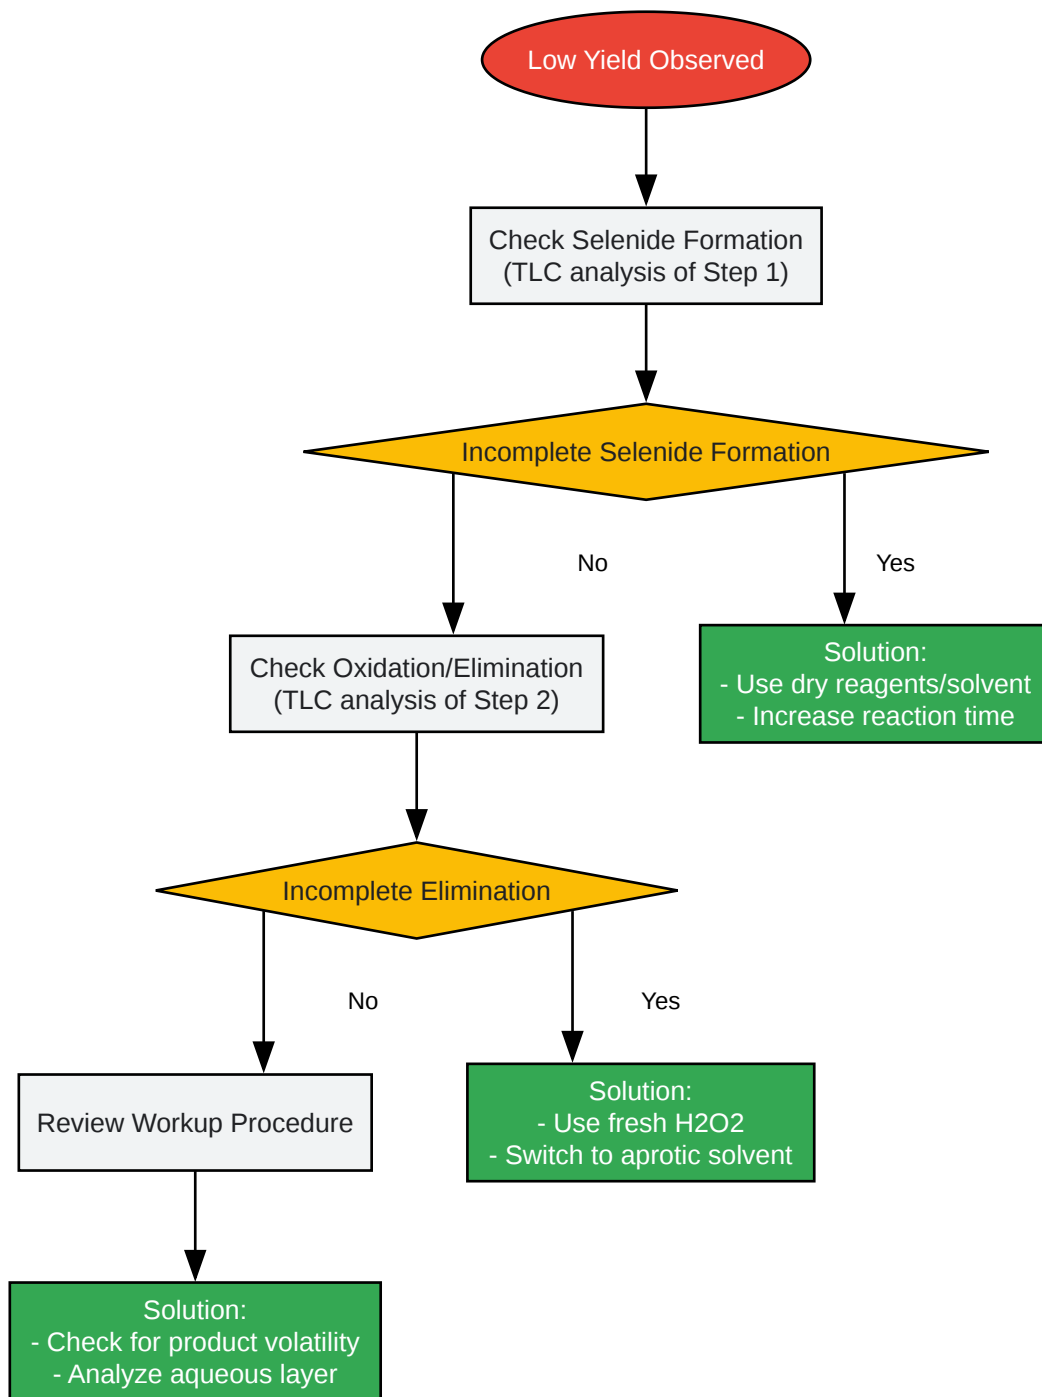 Low Yield Observed
Check Selenide Formation
(TLC analysis of Step 1)
Incomplete Selenide Formation
No
Yes
Check Oxidation/Elimination
(TLC analysis of Step 2)
Solution:
- Use dry reagents/solvent
- Increase reaction time
Incomplete Elimination
No
Yes
Review Workup Procedure
Solution:
- Use fresh H2O2
- Switch to aprotic solvent
Solution:
- Check for product volatility
- Analyze aqueous layer